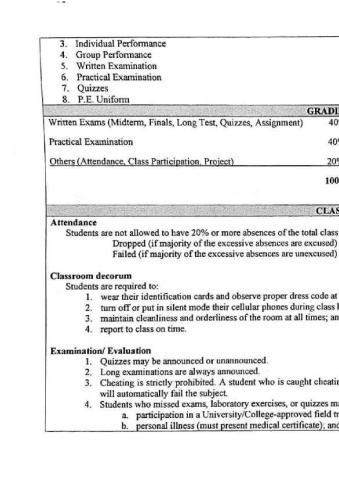 3. Individual Performance
4. Group Performance
5. Written Examination
6. Practical Examination
7. Quizzes
8. P.E. Uniform
GRADI
Written Exams (Midterm, Finals, Long Test, Quizzes, Assignment) 40%
Practical Examination 40%
Others (Attendance, Class Participation, Project) 20%
100
CLAS
Attendance
Students are not allowed to have 20% or more absences of the total class
Dropped (if majority of the excessive absences are excused)
Failed (if majority of the excessive absences are unexcused)
Classroom decorum
Students are required to:
1. wear their identification cards and observe proper dress code at
2. turn off or put in silent mode their cellular phones during class
3. maintain cleanliness and orderliness of the room at all times; an
4. report to class on time.
Examination/ Evaluation
1. Quizzes may be announced or unannounced.
2. Long examinations are always announced.
3. Cheating is strictly prohibited. A student who is caught cheatin
will automatically fail the subject.
4. Students who missed exams, laboratory exercises, or quizzes ma
a. participation in a University/College-approved field tr
b. personal illness (must present medical certificate); and